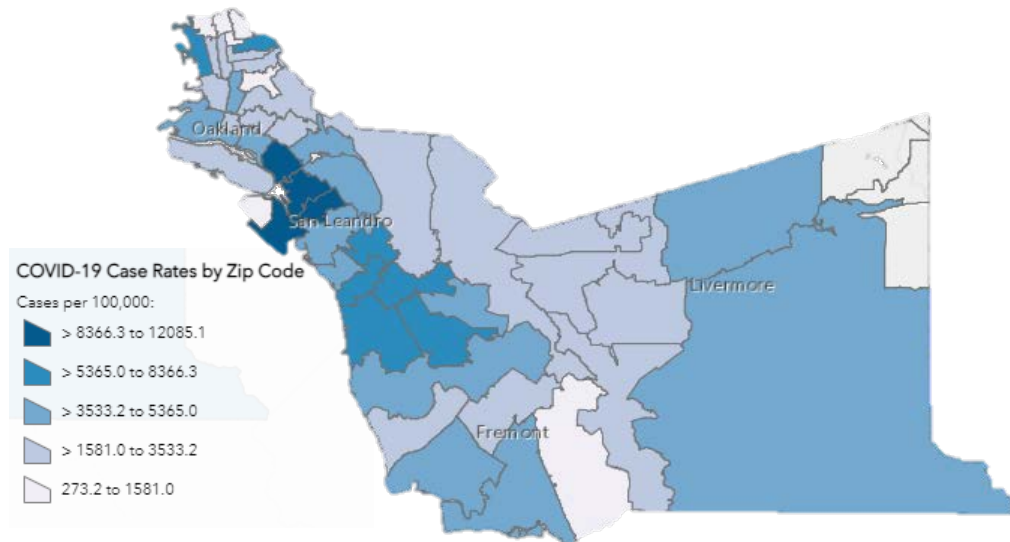 Oakland
San Leandro
Livermore
Fremont
COVID-19 Case Rates by Zip Code
Cases per 100,000:
> 8366.3 to 12085.1
> 5365.0 to 8366.3
> 3533.2 to 5365.0
> 1581.0 to 3533.2
273.2 to 1581.0